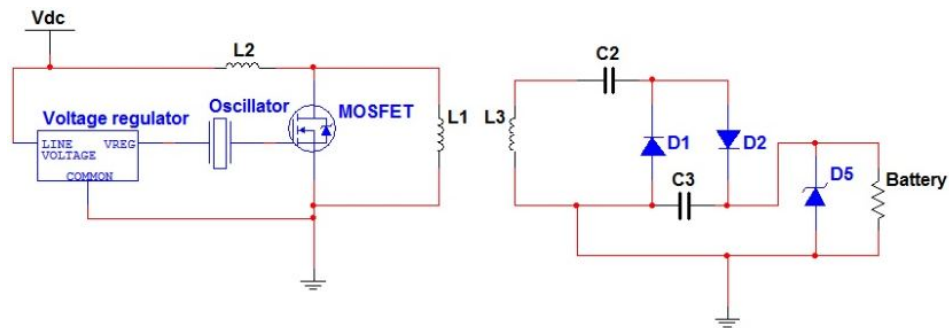 Vdc
L2
C2
Voltage regulator
Oscillator
MOSFET
L1
L3
D1
D2
LINE VREG
VOLTAGE
COMMON
C3
D5
Battery